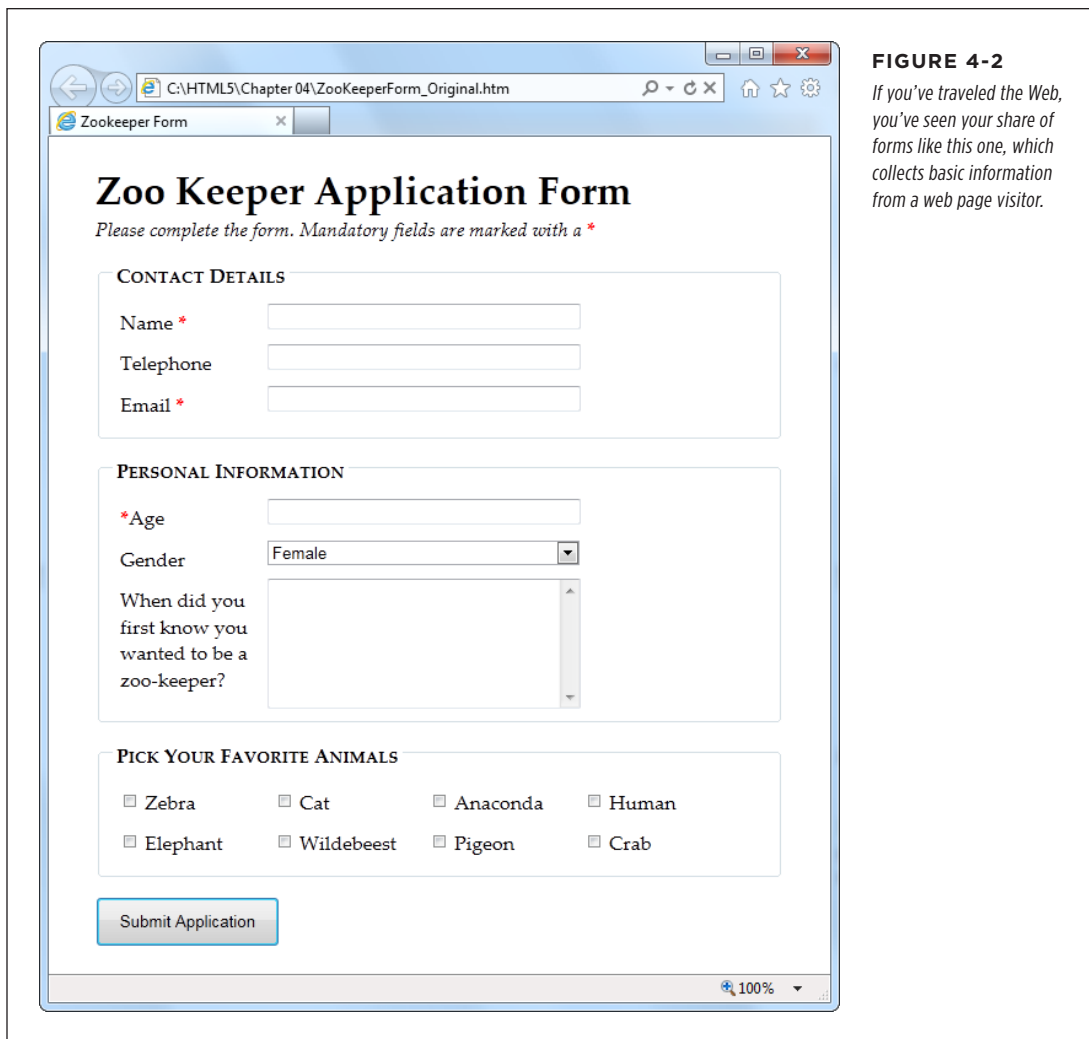 C:\HTML5\Chapter 04\ZooKeeperForm_Original.htm
Zookeeper Form
Zoo Keeper Application Form
Please complete the form. Mandatory fields are marked with a *
CONTACT DETAILS
Name *
Telephone
Email *
PERSONAL INFORMATION
*Age
Gender
Female
When did you
first know you
wanted to be a
zoo-keeper?
PICK YOUR FAVORITE ANIMALS
Zebra Cat Anaconda Human
Elephant Wildebeest Pigeon Crab
Submit Application
100%
FIGURE 4-2
If you've traveled the Web,
you've seen your share of
forms like this one, which
collects basic information
from a web page visitor.